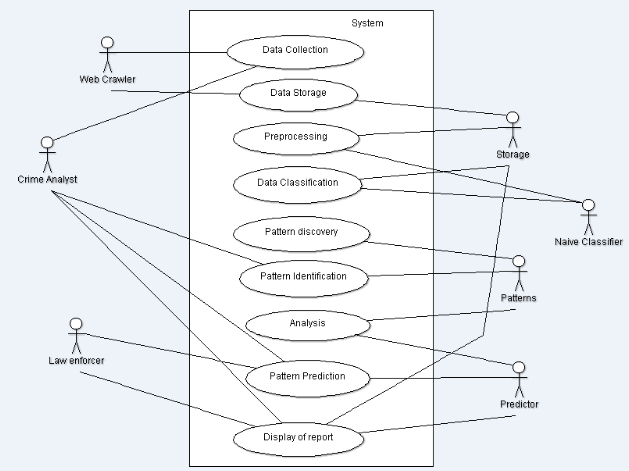 System
Data Collection
Web Crawler
Data Storage
Preprocessing
Storage
Crime Analyst
Data Classification
Pattern discovery
Naive Classifier
Pattern Identification
Patterns
Analysis
Law enforcer
Pattern Prediction
Predictor
Display of report